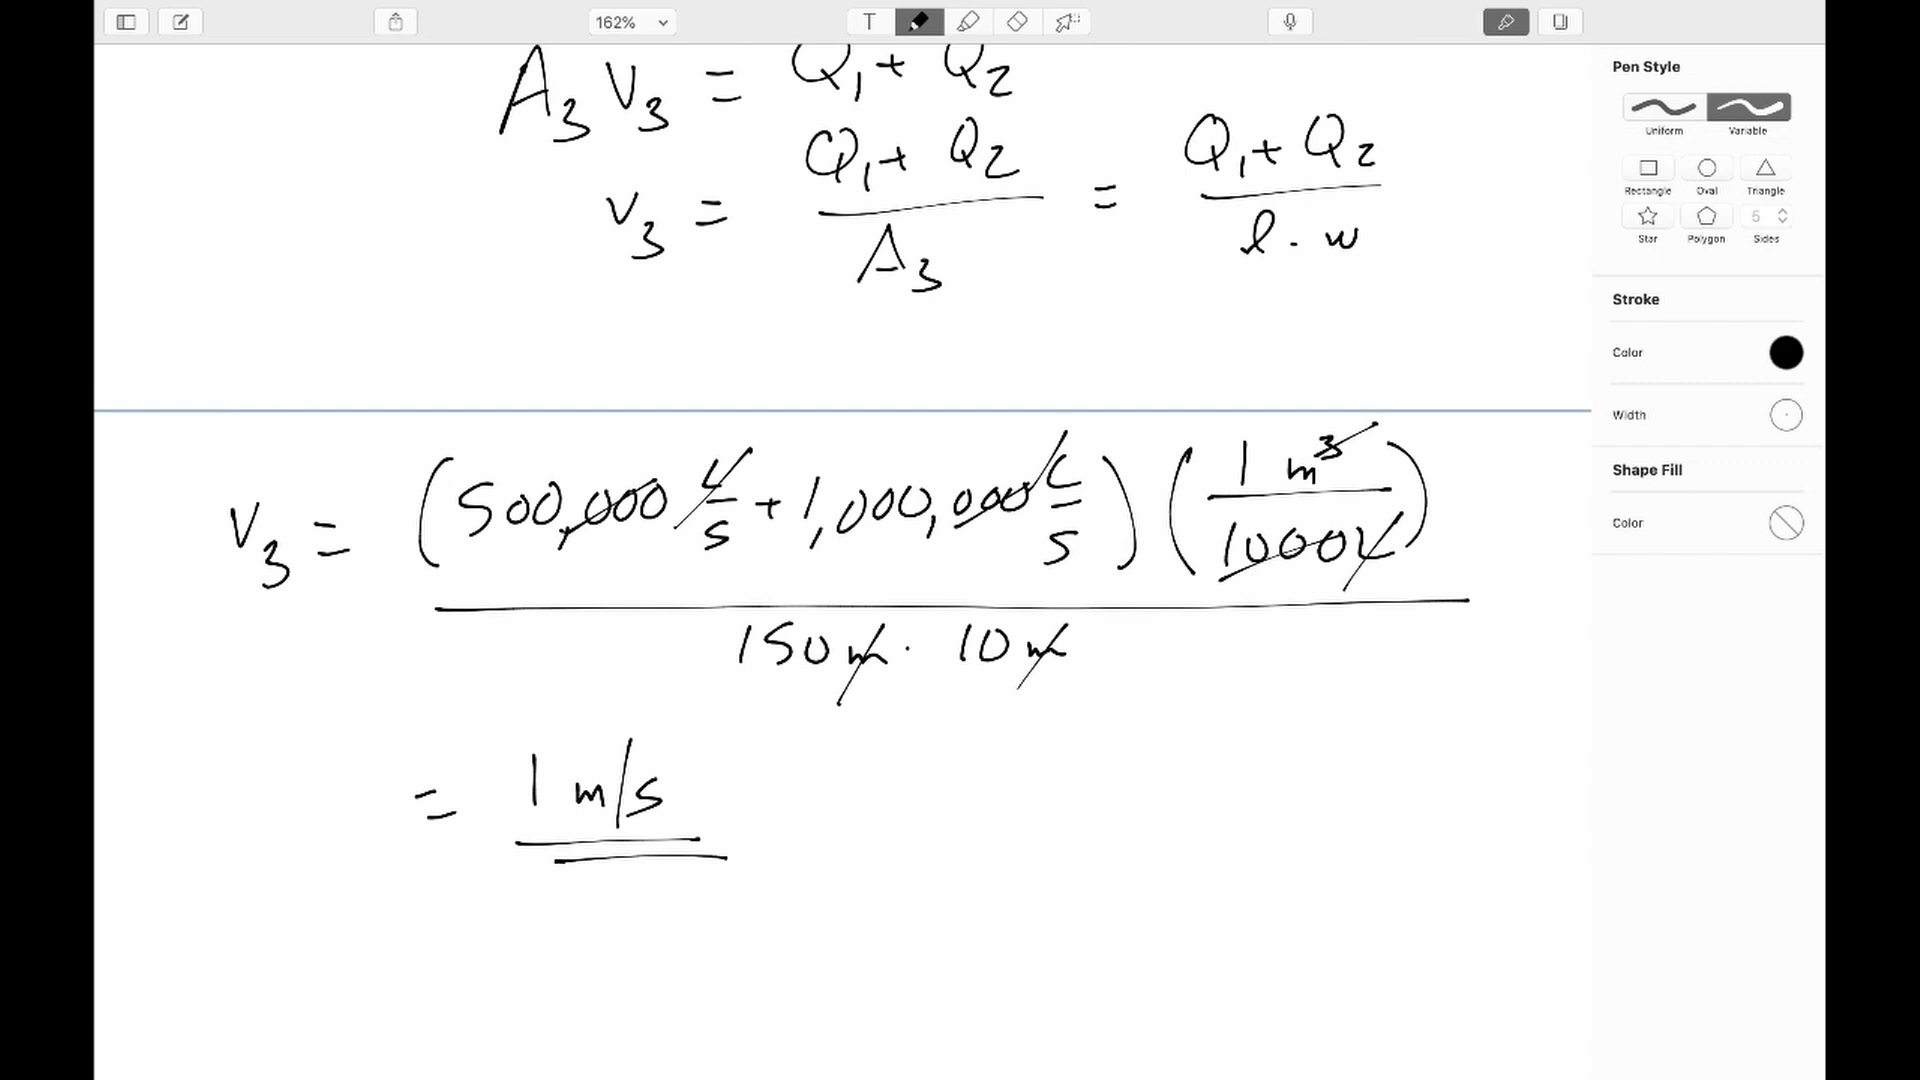 162%
T
A₃ v₃ = Q₁ + Q₂
v₃ = (Q₁ + Q₂) / A₃ = (Q₁ + Q₂) / (l · w)
v₃ = (500,000 L/s + 1,000,000 L/s) (1 m³ / 1000 L) / (150 m · 10 m)
= 1 m/s
Pen Style
Uniform Variable
Rectangle Oval Triangle
5
Star Polygon Sides
Stroke
Color
Width
Shape Fill
Color